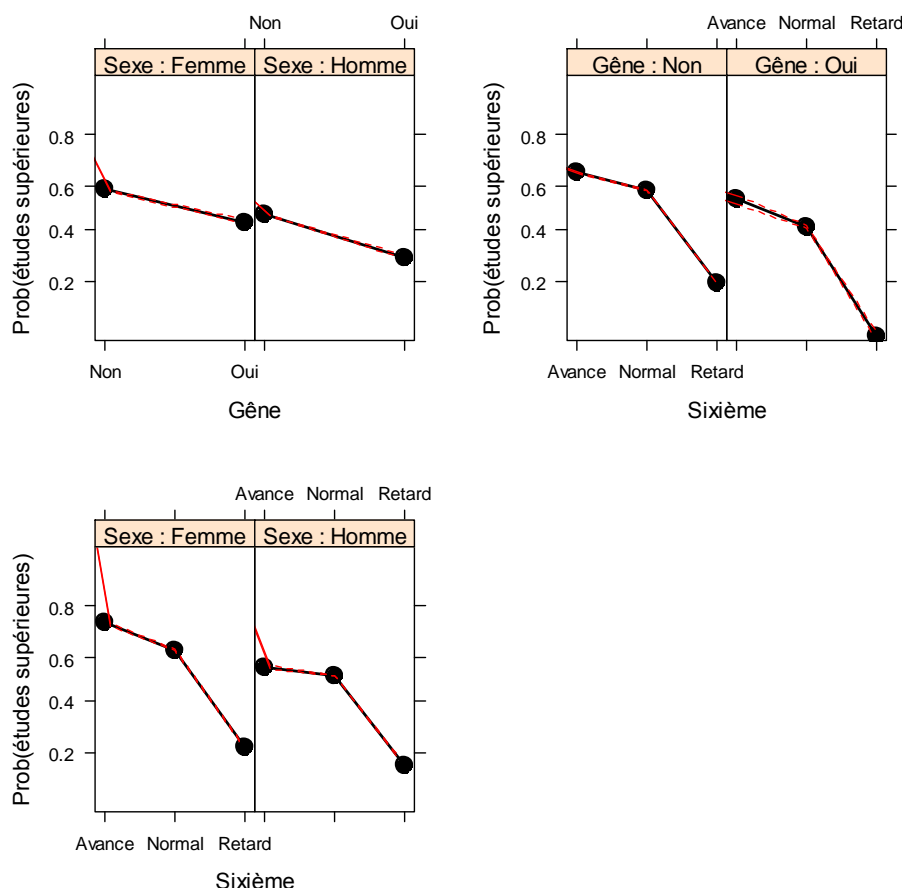 Non Oui
Sexe : Femme Sexe : Homme
Prob(études supérieures)
0.8
0.6
0.4
0.2
Non Oui
Gêne
Avance Normal Retard
Gêne : Non Gêne : Oui
Prob(études supérieures)
0.8
0.6
0.4
0.2
Avance Normal Retard
Sixième
Avance Normal Retard
Sexe : Femme Sexe : Homme
Prob(études supérieures)
0.8
0.6
0.4
0.2
Avance Normal Retard
Sixième